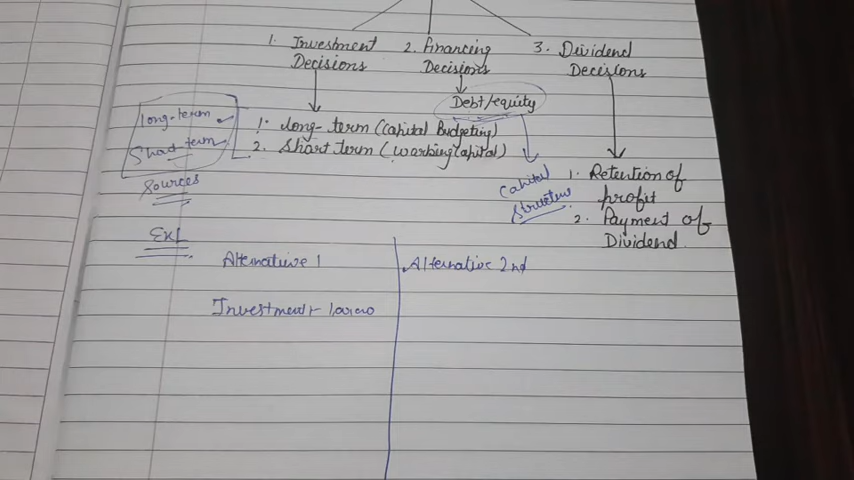 1. Investment Decisions
2. Financing Decisions
3. Dividend Decisions
Debt/equity
Long-term
Short-term
Sources
1. Long-term (Capital Budgeting)
2. Short term (Working Capital)
Capital Structure
1. Retention of profit
2. Payment of Dividend
Alternative 1
Alternative 2nd
Investment -